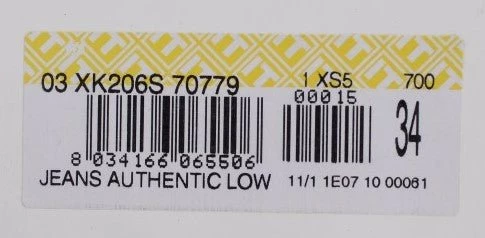 03 XK206S 70779 1 XS5 700
00015
34
8 034166 065506
JEANS AUTHENTIC LOW 11/1 1E07 10 00061